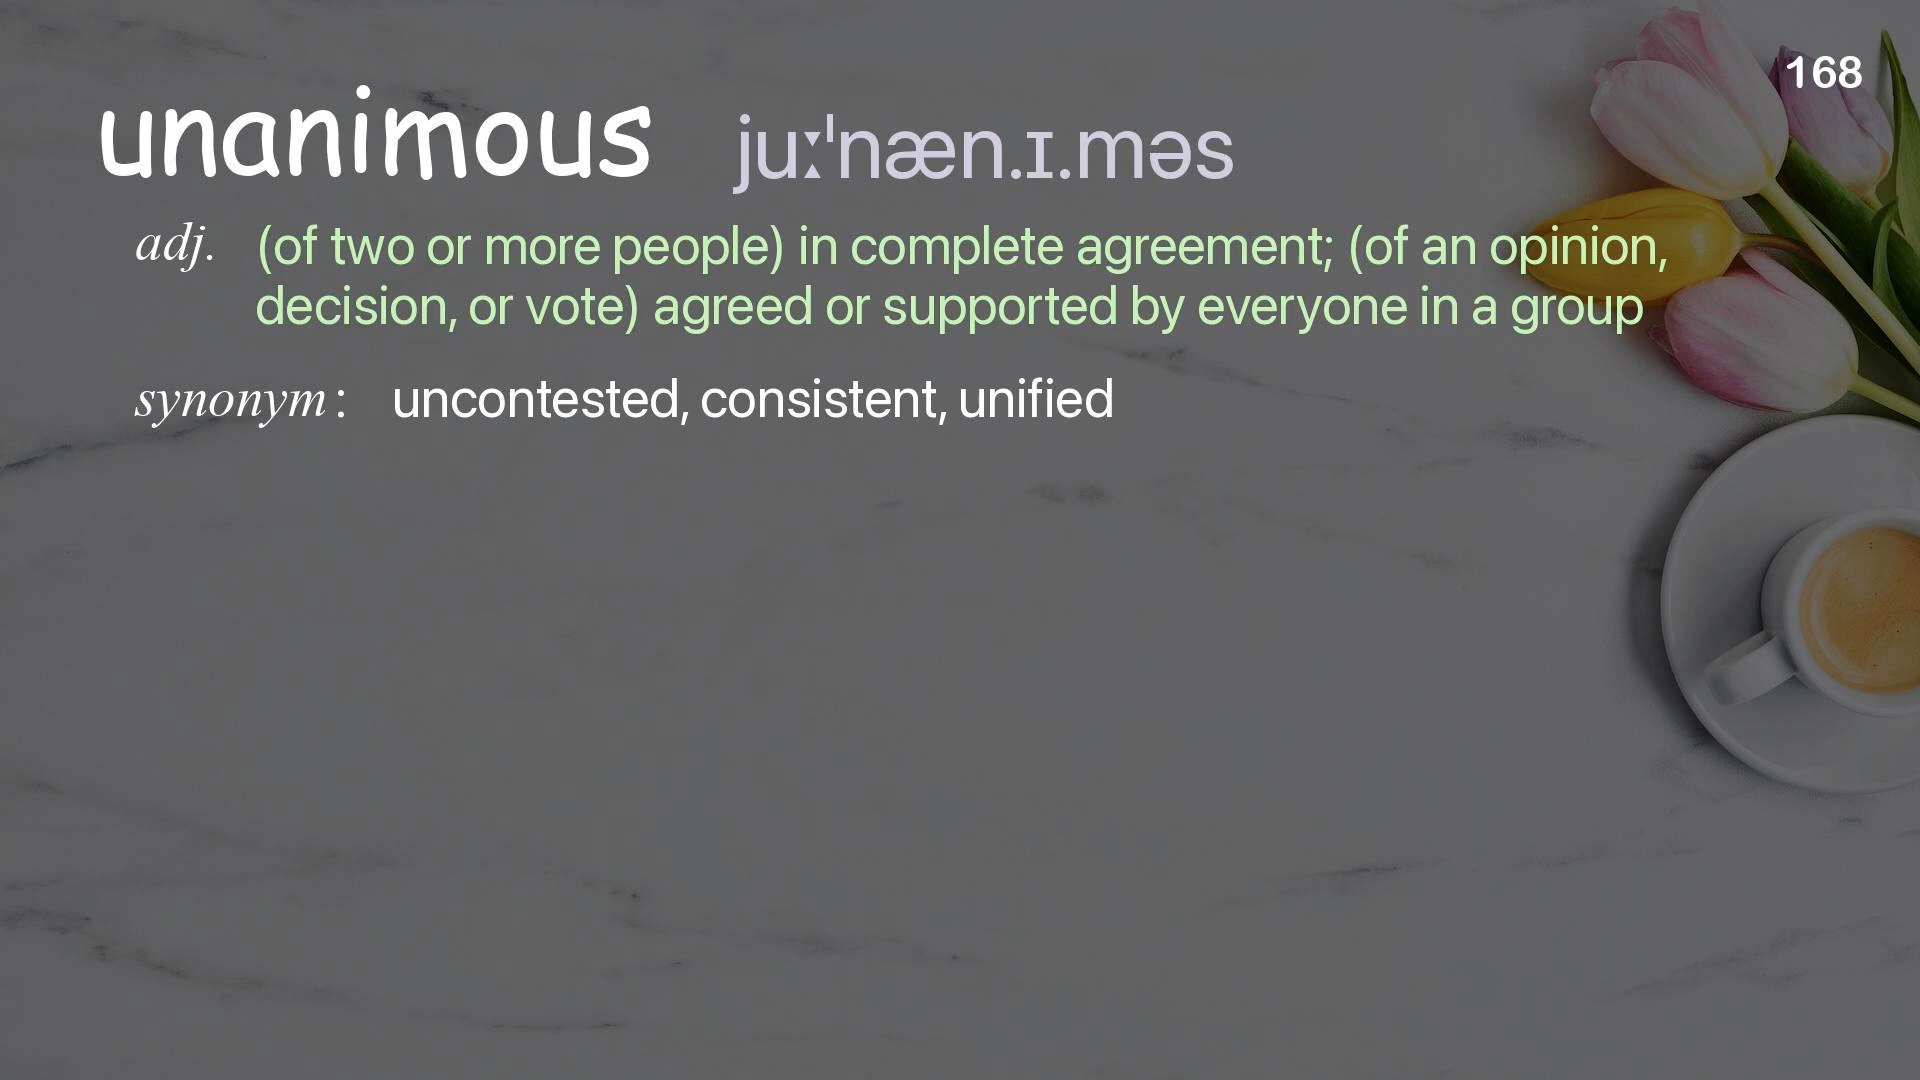 168
unanimous juːˈnæn.ɪ.məs
adj. (of two or more people) in complete agreement; (of an opinion,
decision, or vote) agreed or supported by everyone in a group
synonym : uncontested, consistent, unified